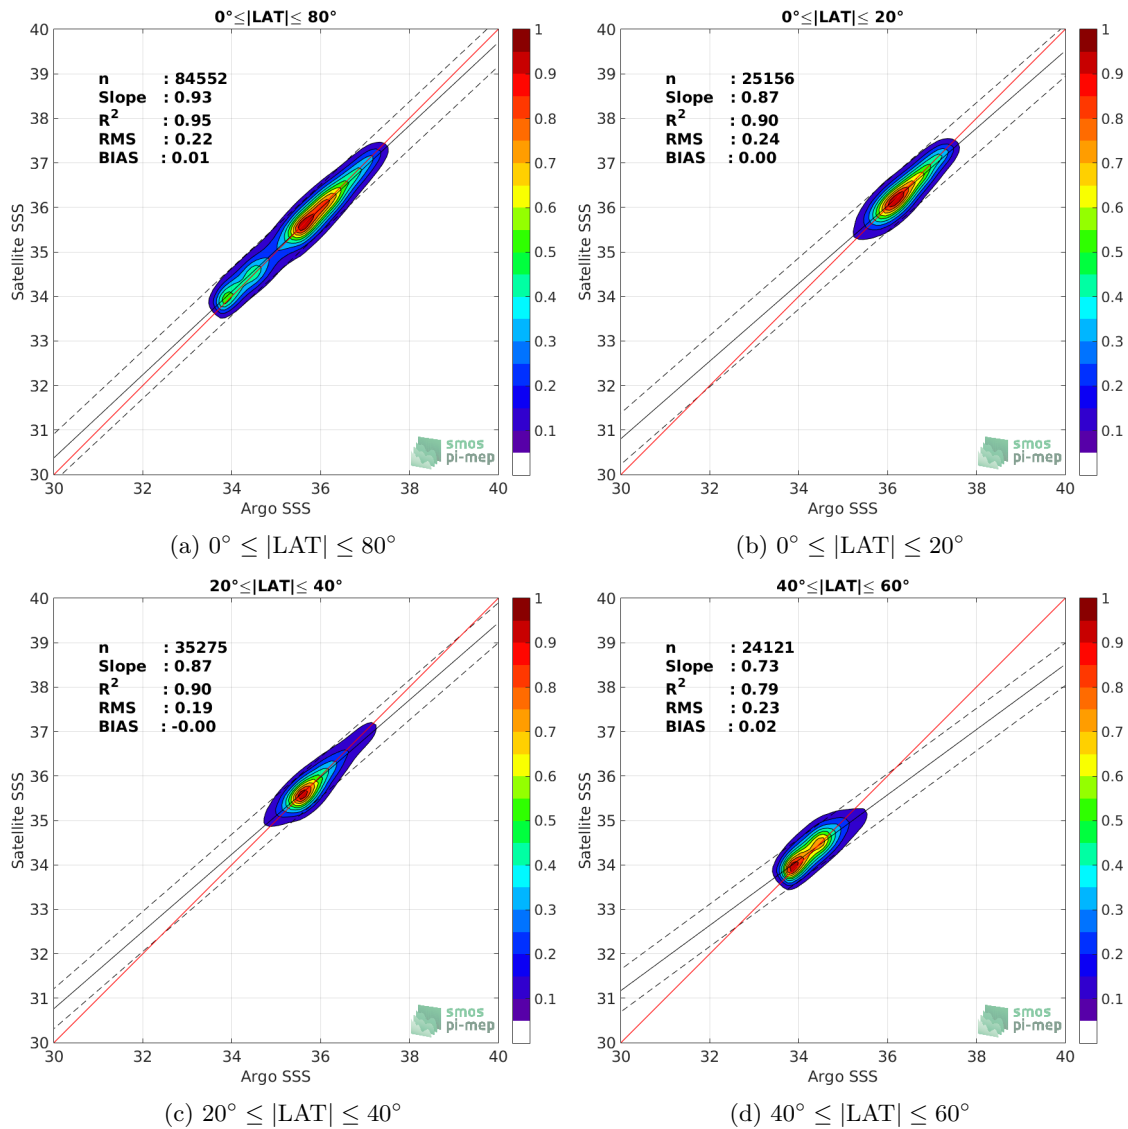 0°≤|LAT|≤ 80°
n : 84552
Slope : 0.93
R² : 0.95
RMS : 0.22
BIAS : 0.01
Satellite SSS
40
39
38
37
36
35
34
33
32
31
30
30 32 34 36 38 40
Argo SSS
1
0.9
0.8
0.7
0.6
0.5
0.4
0.3
0.2
0.1
smos
pi-mep
(a) 0° ≤ |LAT| ≤ 80°
0°≤|LAT|≤ 20°
n : 25156
Slope : 0.87
R² : 0.90
RMS : 0.24
BIAS : 0.00
Satellite SSS
40
39
38
37
36
35
34
33
32
31
30
30 32 34 36 38 40
Argo SSS
1
0.9
0.8
0.7
0.6
0.5
0.4
0.3
0.2
0.1
smos
pi-mep
(b) 0° ≤ |LAT| ≤ 20°
20°≤|LAT|≤ 40°
n : 35275
Slope : 0.87
R² : 0.90
RMS : 0.19
BIAS : -0.00
Satellite SSS
40
39
38
37
36
35
34
33
32
31
30
30 32 34 36 38 40
Argo SSS
1
0.9
0.8
0.7
0.6
0.5
0.4
0.3
0.2
0.1
smos
pi-mep
(c) 20° ≤ |LAT| ≤ 40°
40°≤|LAT|≤ 60°
n : 24121
Slope : 0.73
R² : 0.79
RMS : 0.23
BIAS : 0.02
Satellite SSS
40
39
38
37
36
35
34
33
32
31
30
30 32 34 36 38 40
Argo SSS
1
0.9
0.8
0.7
0.6
0.5
0.4
0.3
0.2
0.1
smos
pi-mep
(d) 40° ≤ |LAT| ≤ 60°